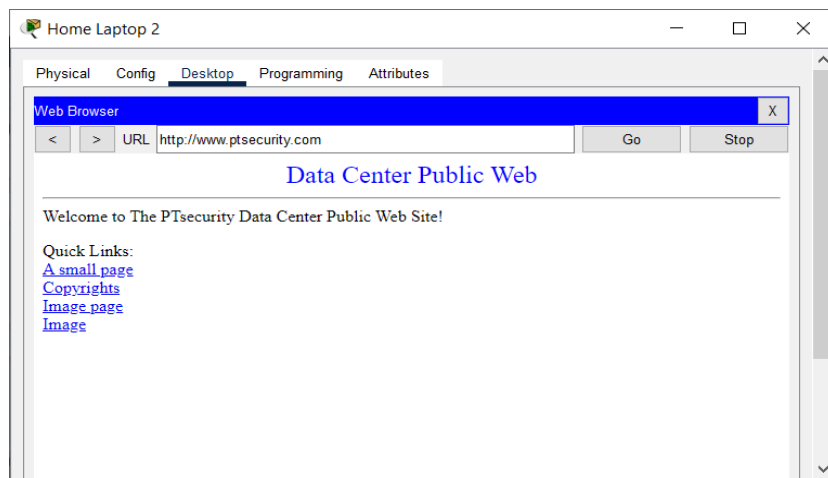 Home Laptop 2
Physical Config Desktop Programming Attributes
Web Browser X
< > URL http://www.ptsecurity.com Go Stop
Data Center Public Web
Welcome to The PTsecurity Data Center Public Web Site!
Quick Links:
A small page
Copyrights
Image page
Image